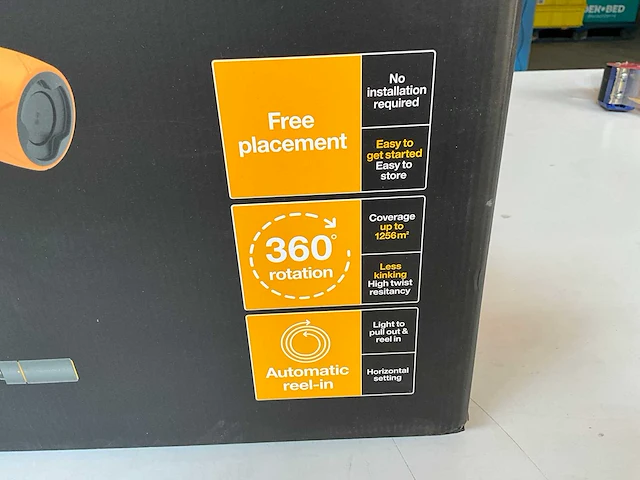 Free
placement
No
installation
required
Easy to
get started
Easy to
store
360°
rotation
Coverage
up to
1256m²
Less
kinking
High twist
resitancy
Automatic
reel-in
Light to
pull out &
reel in
Horizontal
setting